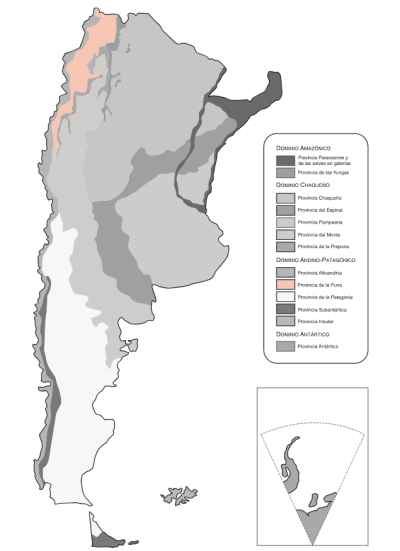 DOMINIO AMAZÓNICO
Provincia Paranaense y
de las selvas en galerías
Provincia de las Yungas
DOMINIO CHAQUEÑO
Provincia Chaqueña
Provincia del Espinal
Provincia Pampeana
Provincia del Monte
Provincia de la Prepuna
DOMINIO ANDINO-PATAGÓNICO
Provincia Altoandina
Provincia de la Puna
Provincia de la Patagonia
Provincia Subantártica
Provincia Insular
DOMINIO ANTÁRTICO
Provincia Antártica